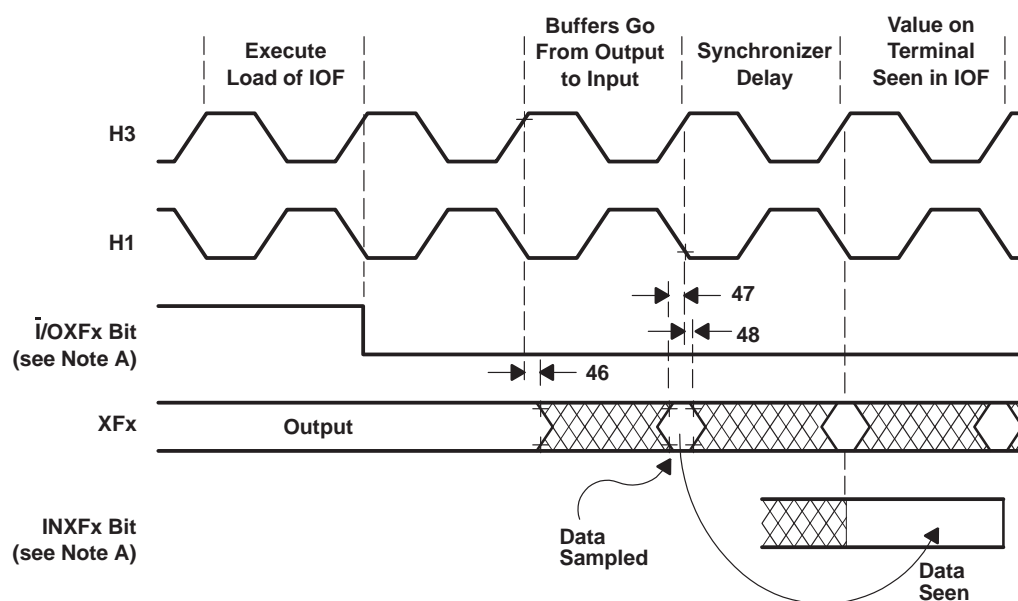 Execute
Load of IOF
Buffers Go
From Output
to Input
Synchronizer
Delay
Value on
Terminal
Seen in IOF
H3
H1
47
I̅/OXFx Bit
(see Note A)
48
46
XFx
Output
INXFx Bit
(see Note A)
Data
Sampled
Data
Seen